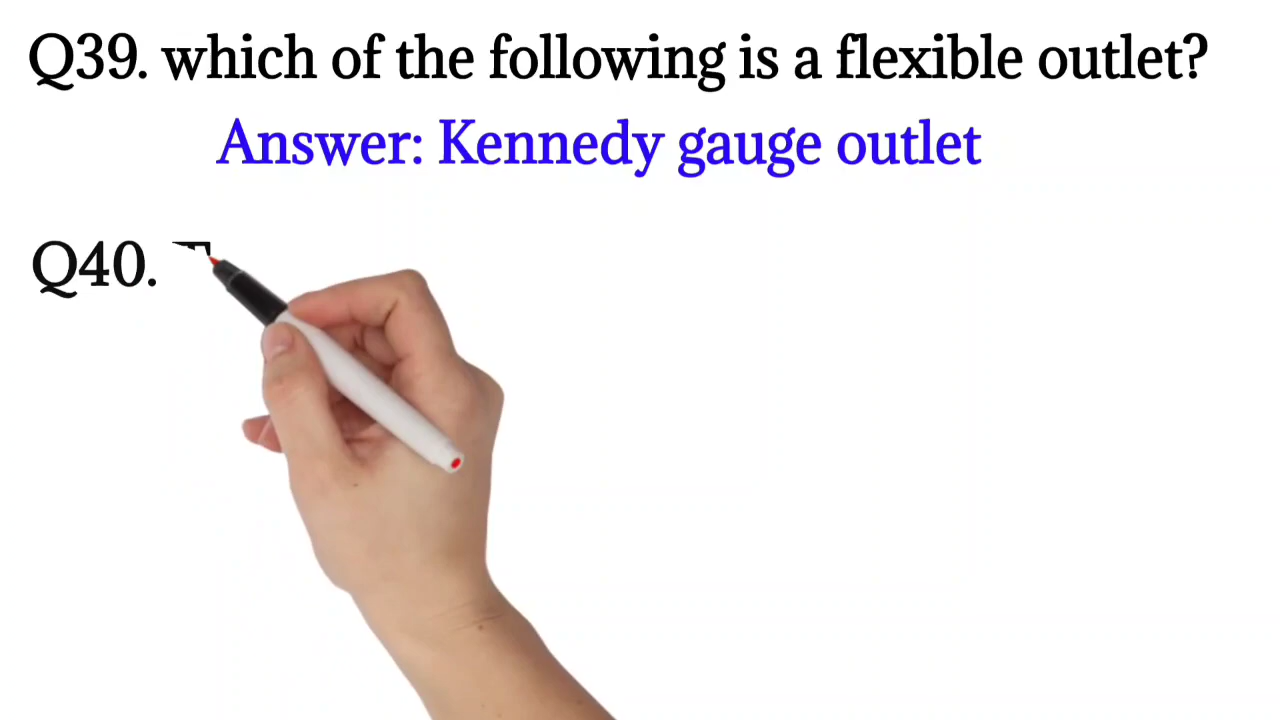 Q39. which of the following is a flexible outlet?
Answer: Kennedy gauge outlet
Q40.